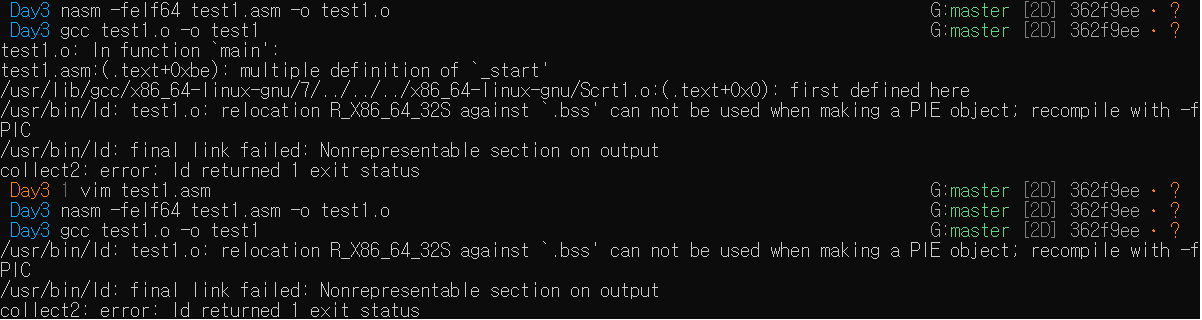 Day3 nasm -felf64 test1.asm -o test1.o G:master [2D] 362f9ee · ?
Day3 gcc test1.o -o test1 G:master [2D] 362f9ee · ?
test1.o: In function `main':
test1.asm:(.text+0xbe): multiple definition of `_start'
/usr/lib/gcc/x86_64-linux-gnu/7/../../../x86_64-linux-gnu/Scrt1.o:(.text+0x0): first defined here
/usr/bin/ld: test1.o: relocation R_X86_64_32S against `.bss' can not be used when making a PIE object; recompile with -f
PIC
/usr/bin/ld: final link failed: Nonrepresentable section on output
collect2: error: ld returned 1 exit status
Day3 1 vim test1.asm G:master [2D] 362f9ee · ?
Day3 nasm -felf64 test1.asm -o test1.o G:master [2D] 362f9ee · ?
Day3 gcc test1.o -o test1 G:master [2D] 362f9ee · ?
/usr/bin/ld: test1.o: relocation R_X86_64_32S against `.bss' can not be used when making a PIE object; recompile with -f
PIC
/usr/bin/ld: final link failed: Nonrepresentable section on output
collect2: error: ld returned 1 exit status